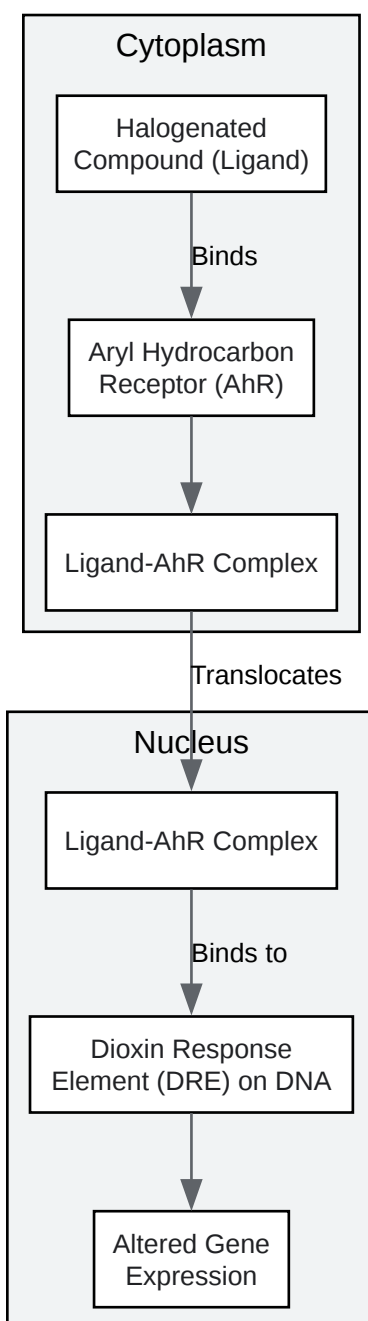 Cytoplasm
Halogenated
Compound (Ligand)
Binds
Aryl Hydrocarbon
Receptor (AhR)
Ligand-AhR Complex
Translocates
Nucleus
Ligand-AhR Complex
Binds to
Dioxin Response
Element (DRE) on DNA
Altered Gene
Expression